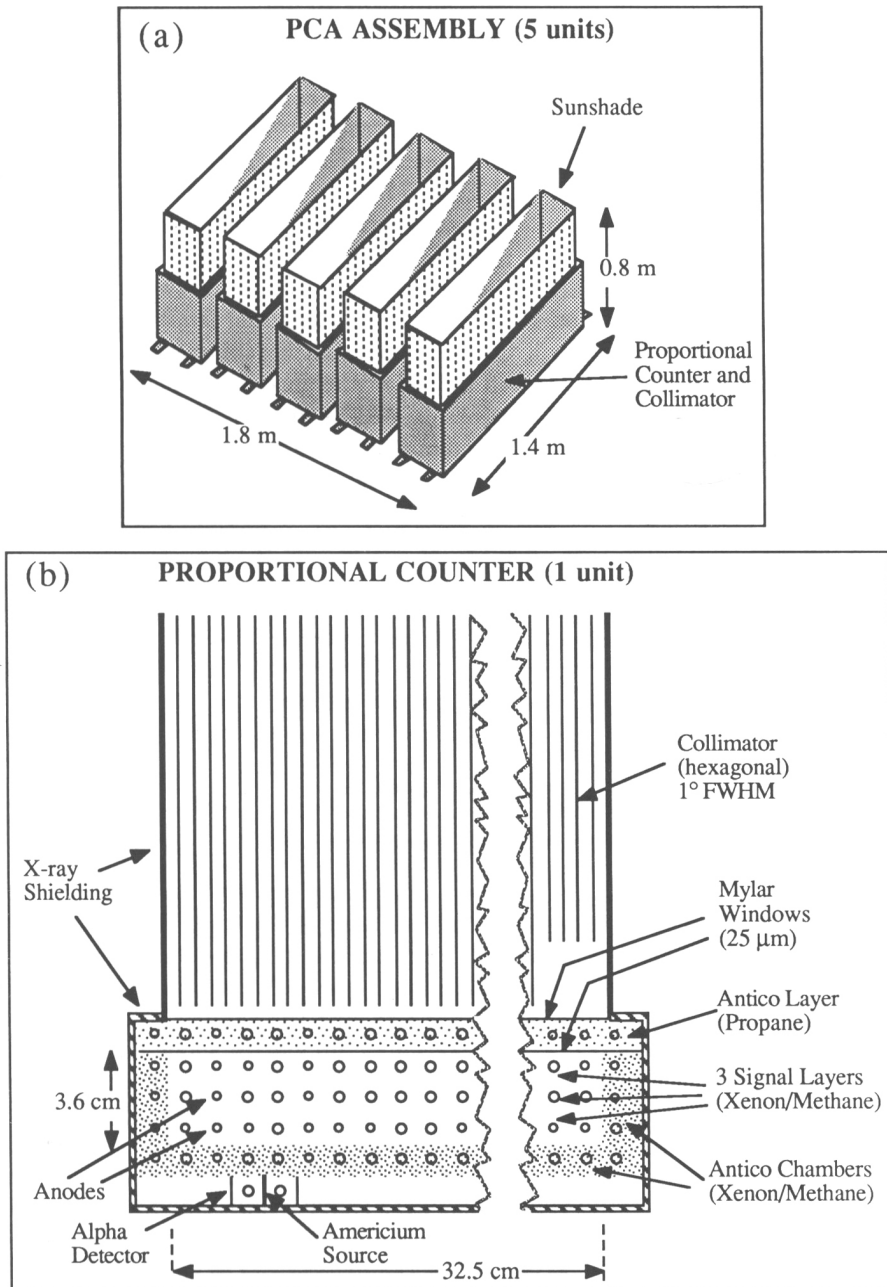 (a)
PCA ASSEMBLY (5 units)
Sunshade
0.8 m
Proportional
Counter and
Collimator
1.8 m
1.4 m
(b)
PROPORTIONAL COUNTER (1 unit)
Collimator
(hexagonal)
1° FWHM
X-ray
Shielding
Mylar
Windows
(25 µm)
Antico Layer
(Propane)
3.6 cm
3 Signal Layers
(Xenon/Methane)
Anodes
Antico Chambers
(Xenon/Methane)
Alpha
Detector
Americium
Source
32.5 cm